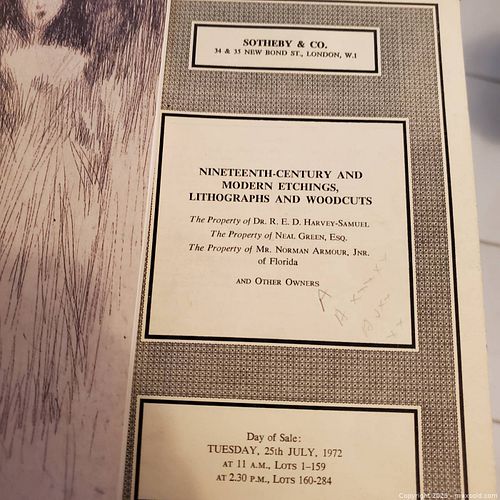 SOTHEBY & CO.
34 & 35 NEW BOND ST., LONDON, W.1
NINETEENTH-CENTURY AND
MODERN ETCHINGS,
LITHOGRAPHS AND WOODCUTS
The Property of DR. R. E. D. HARVEY-SAMUEL
The Property of NEAL GREEN, ESQ.
The Property of MR. NORMAN ARMOUR, JNR.
of Florida
AND OTHER OWNERS
Day of Sale:
TUESDAY, 25th JULY, 1972
AT 11 A.M., LOTS 1-159
AT 2.30 P.M., LOTS 160-284